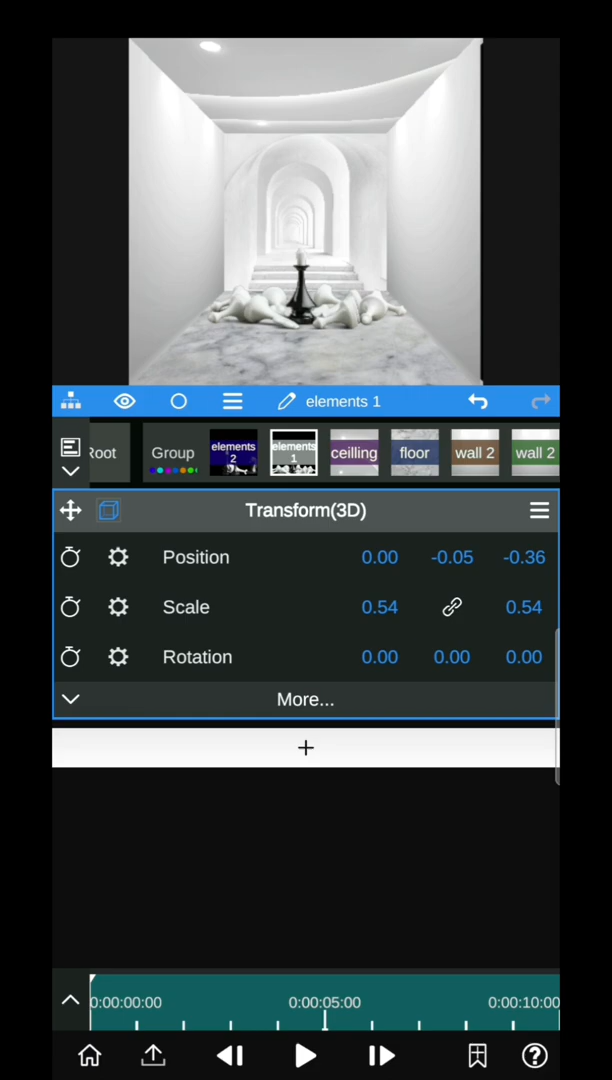 elements 1
Root
Group
elements
2
elements
1
ceilling
floor
wall 2
wall 2
Transform(3D)
Position 0.00 -0.05 -0.36
Scale 0.54 0.54
Rotation 0.00 0.00 0.00
More...
+
0:00:00:00 0:00:05:00 0:00:10:00
?